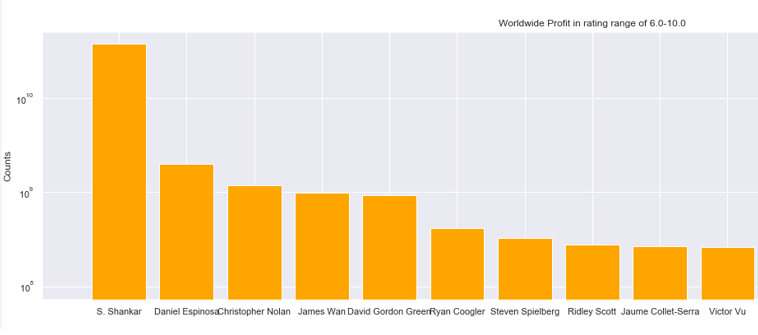 Worldwide Profit in rating range of 6.0-10.0
Counts
10^10
10^9
10^8
S. Shankar Daniel Espinosa Christopher Nolan James Wan David Gordon Green Ryan Coogler Steven Spielberg Ridley Scott Jaume Collet-Serra Victor Vu